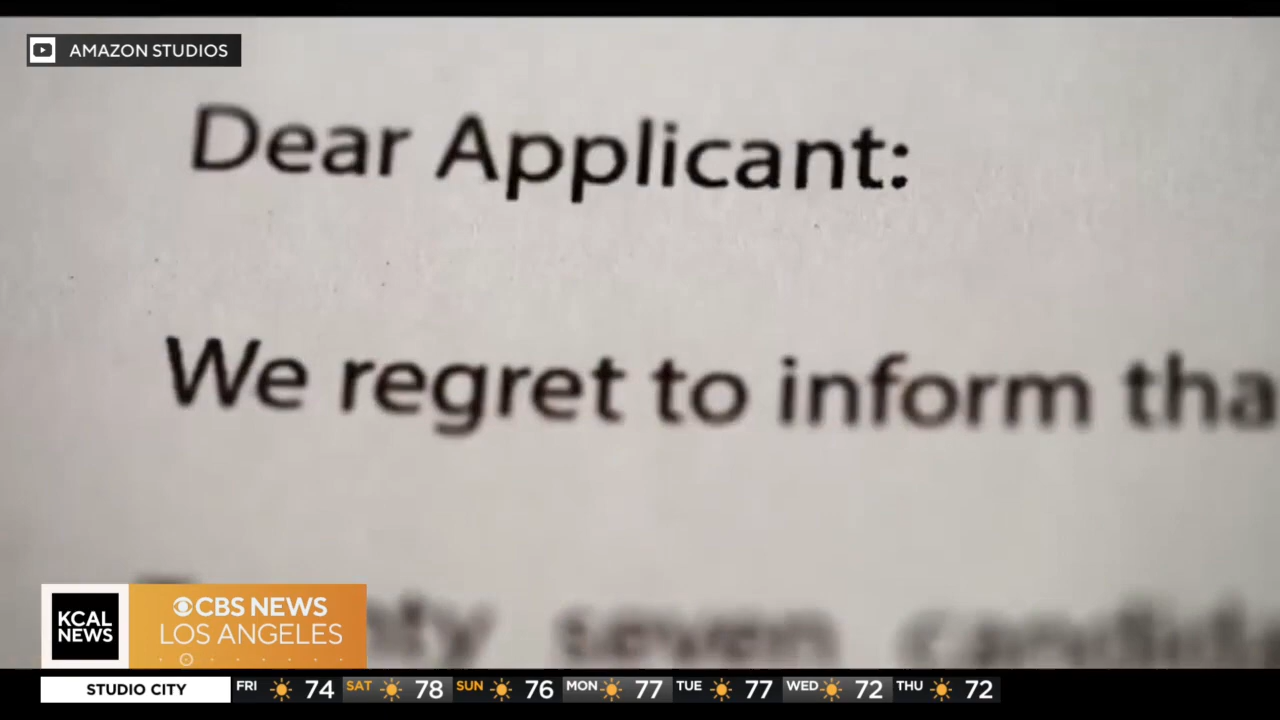 AMAZON STUDIOS
Dear Applicant:
We regret to inform tha
seven
KCAL
NEWS
CBS NEWS
LOS ANGELES
STUDIO CITY FRI 74 SAT 78 SUN 76 MON 77 TUE 77 WED 72 THU 72